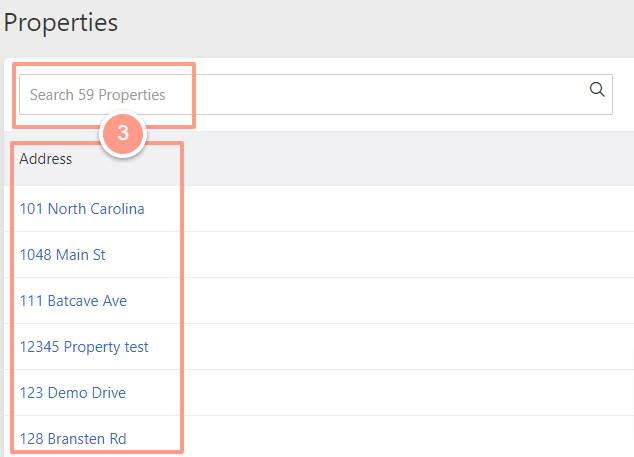 Properties
Search 59 Properties
3
Address
101 North Carolina
1048 Main St
111 Batcave Ave
12345 Property test
123 Demo Drive
128 Bransten Rd